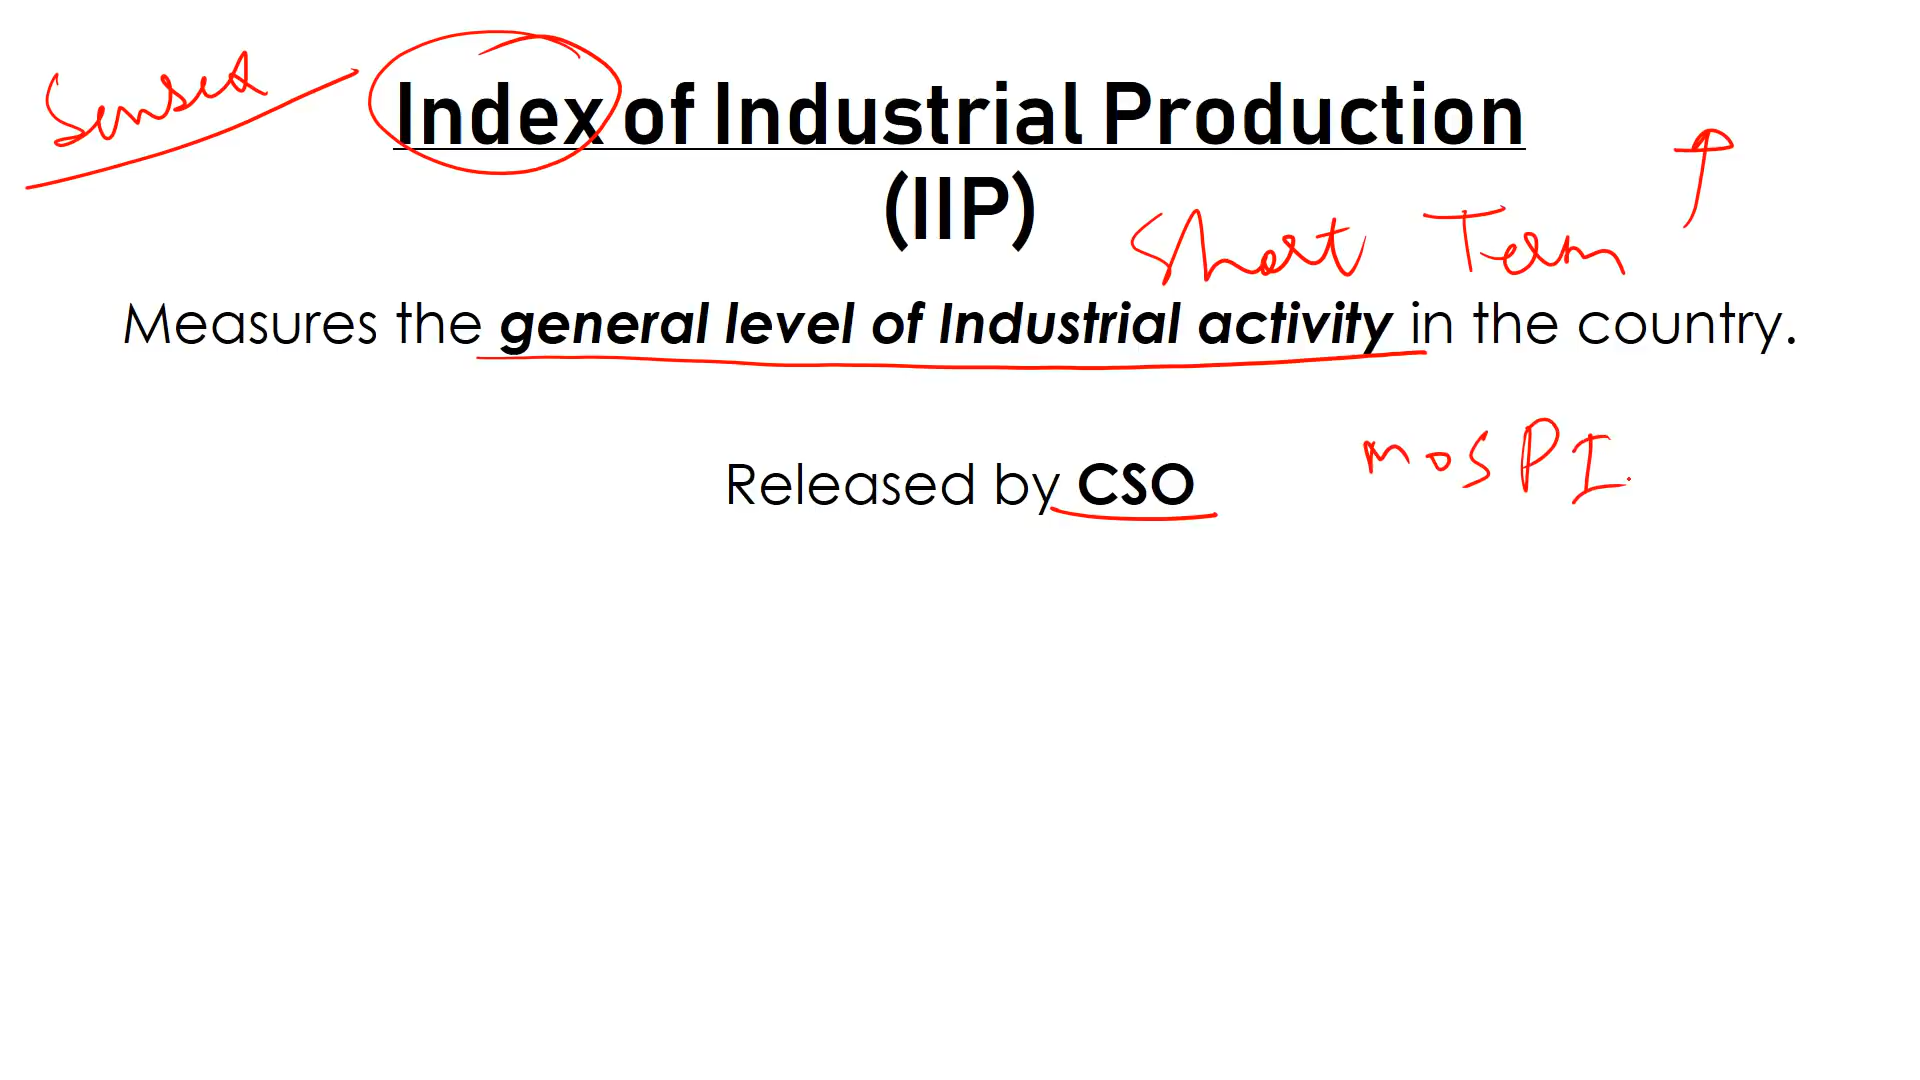 Sensex
Index of Industrial Production
(IIP)
Short Term
Measures the general level of Industrial activity in the country.
Released by CSO
MoSPI.